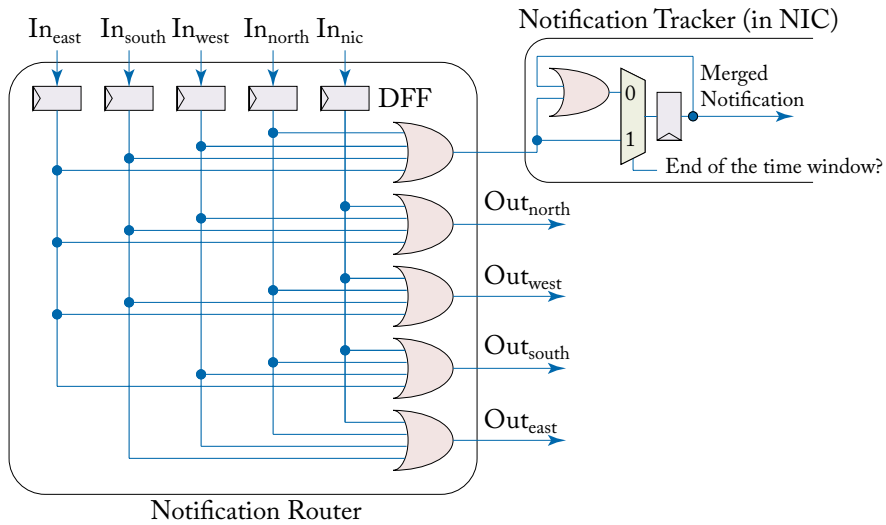 Notification Tracker (in NIC)
In_east In_south In_west In_north In_nic
DFF
0
1
Merged
Notification
End of the time window?
Out_north
Out_west
Out_south
Out_east
Notification Router